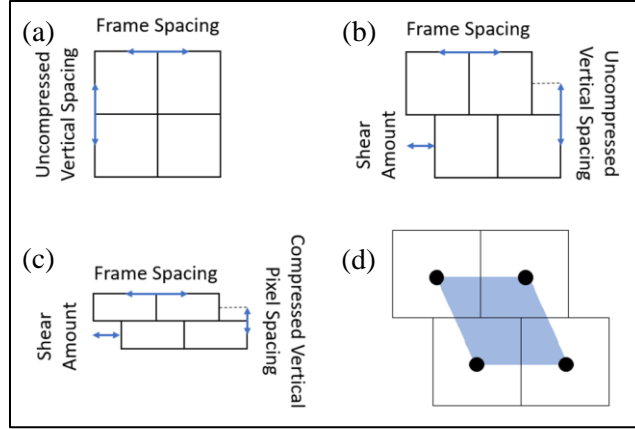 (a)
Frame Spacing
Uncompressed
Vertical Spacing
(b)
Frame Spacing
Shear
Amount
Uncompressed
Vertical Spacing
(c)
Frame Spacing
Shear
Amount
Compressed Vertical
Pixel Spacing
(d)